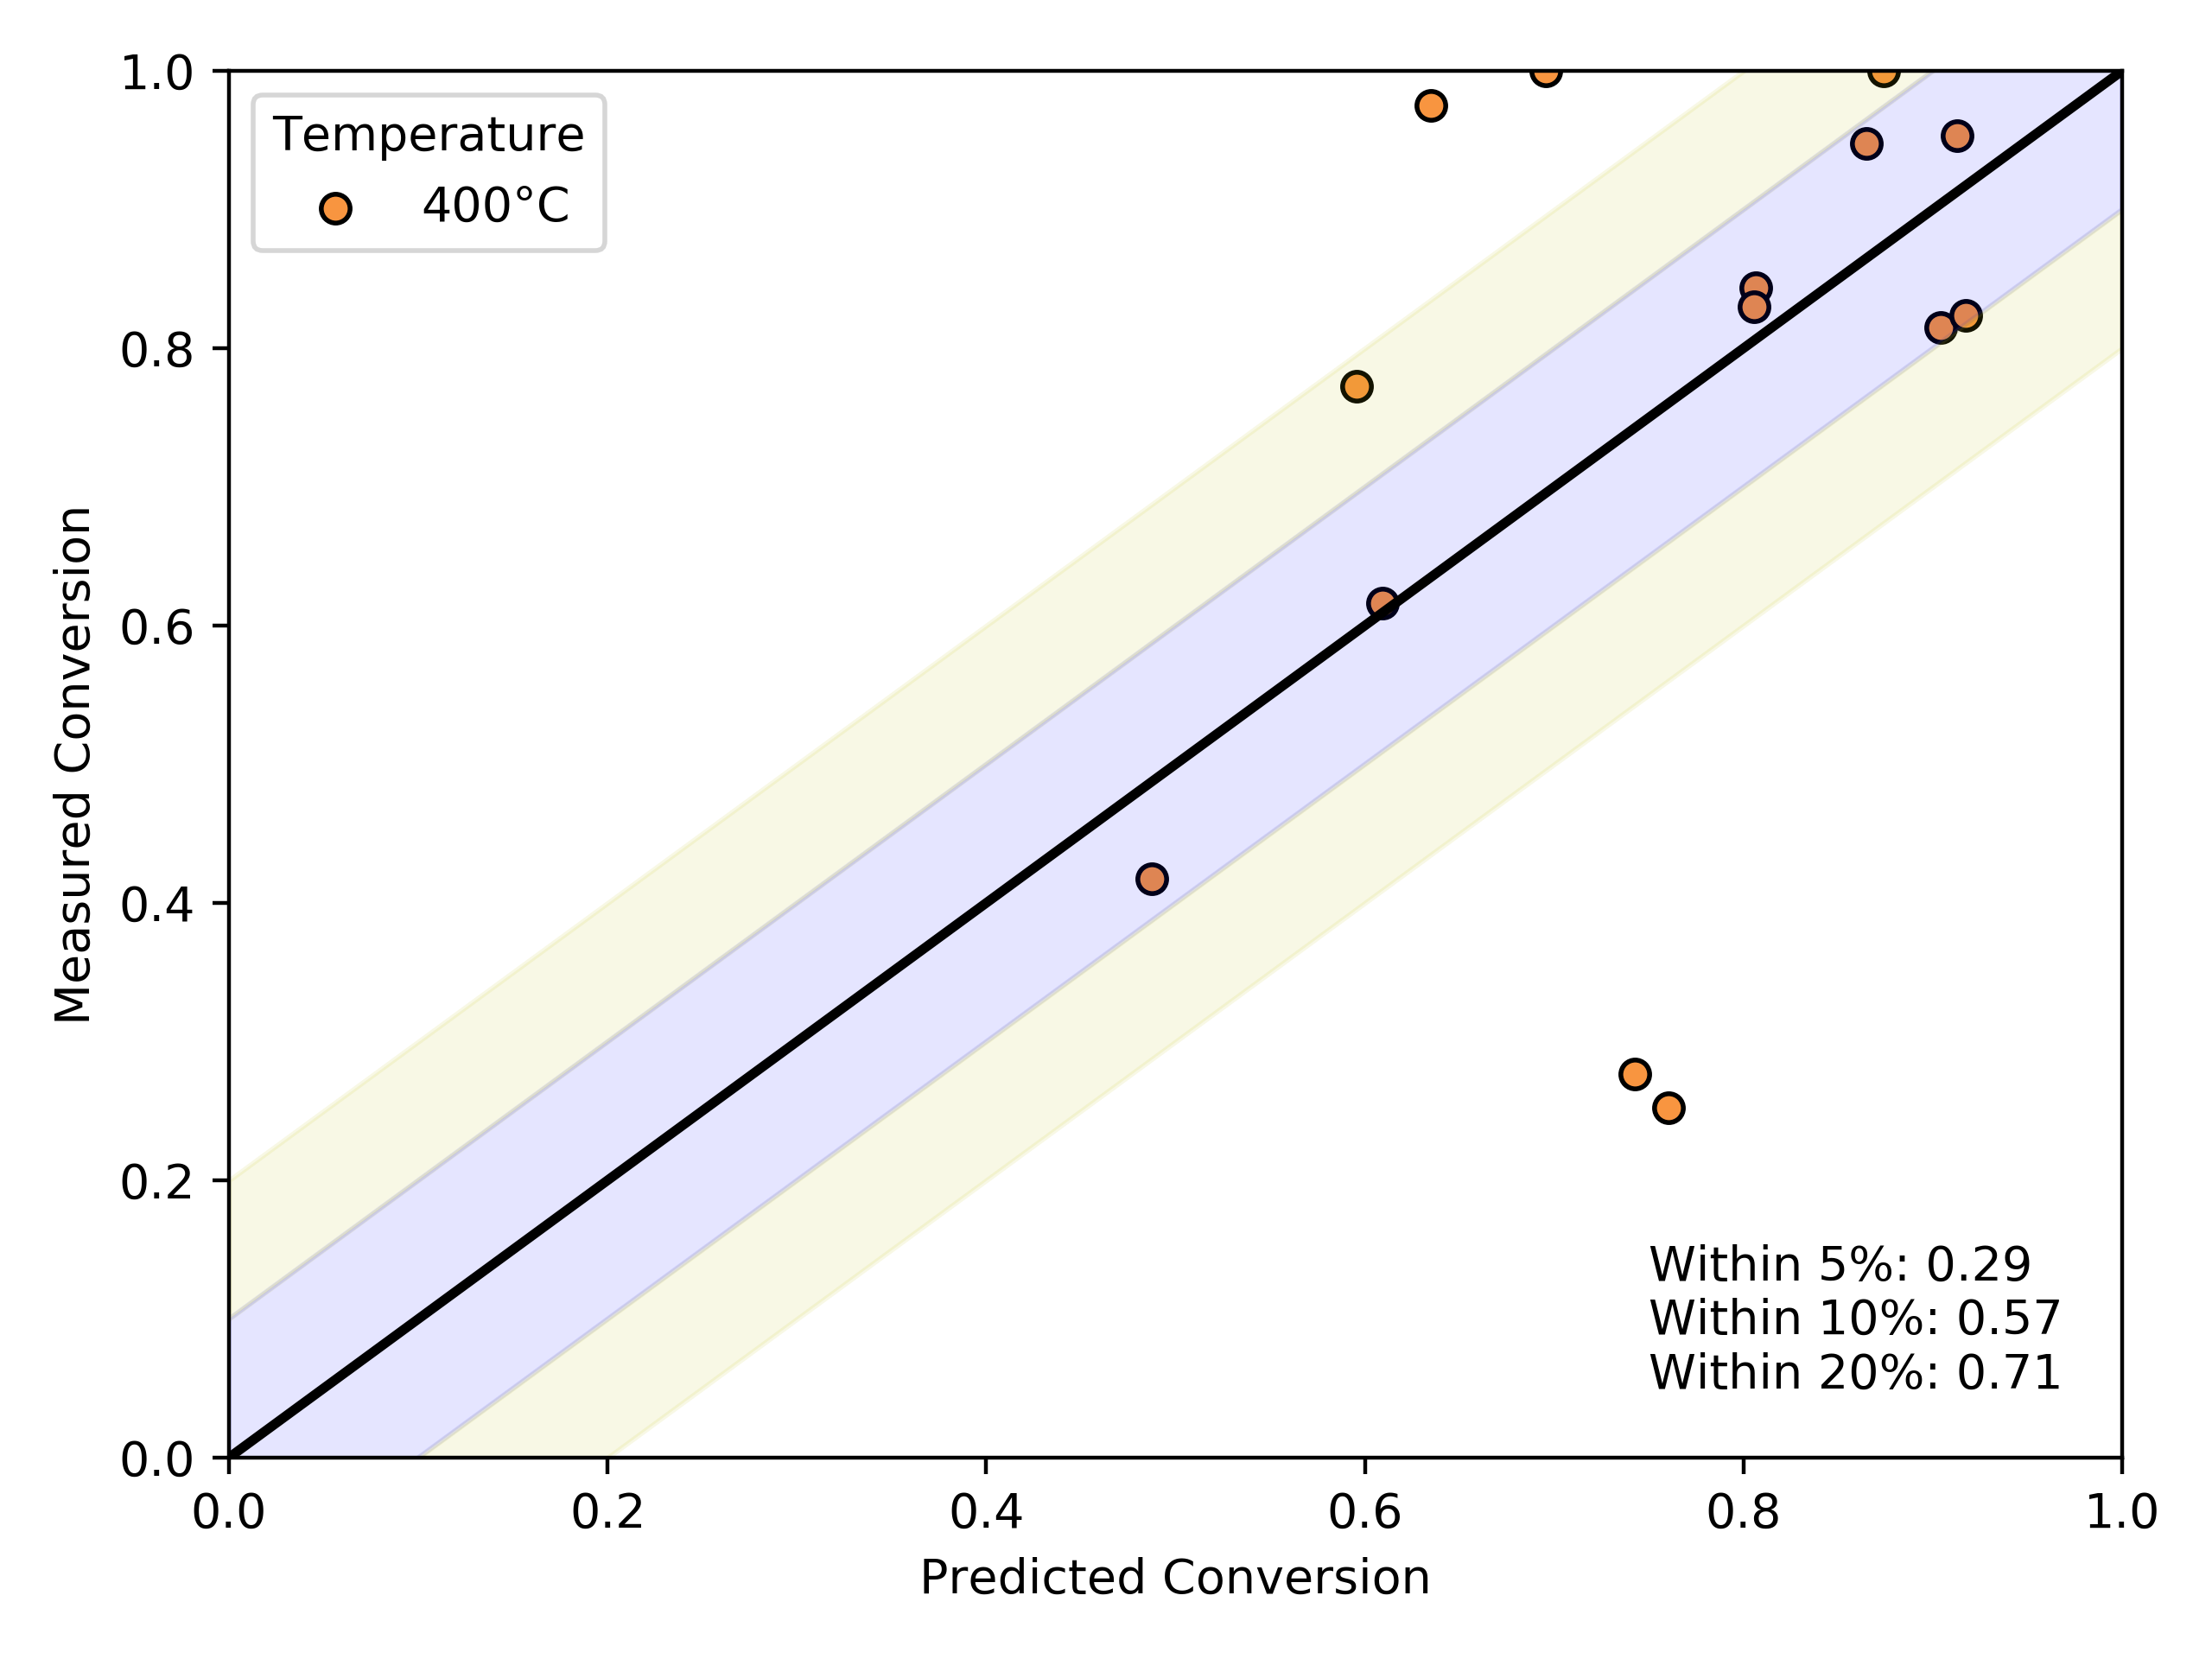 Temperature
400°C
1.0
0.8
0.6
0.4
0.2
0.0
Measured Conversion
Within 5%: 0.29
Within 10%: 0.57
Within 20%: 0.71
0.0 0.2 0.4 0.6 0.8 1.0
Predicted Conversion